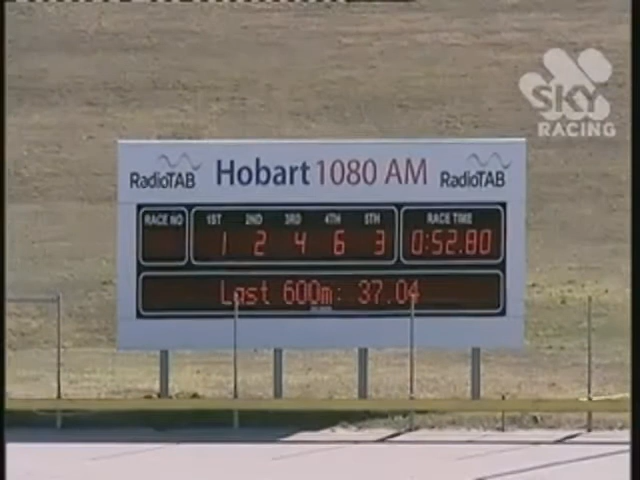 SKY
RACING
RadioTAB Hobart 1080 AM RadioTAB
RACE NO 1ST 2ND 3RD 4TH 5TH RACE TIME
1 2 4 6 3 0:52.80
Last 600m: 37.04